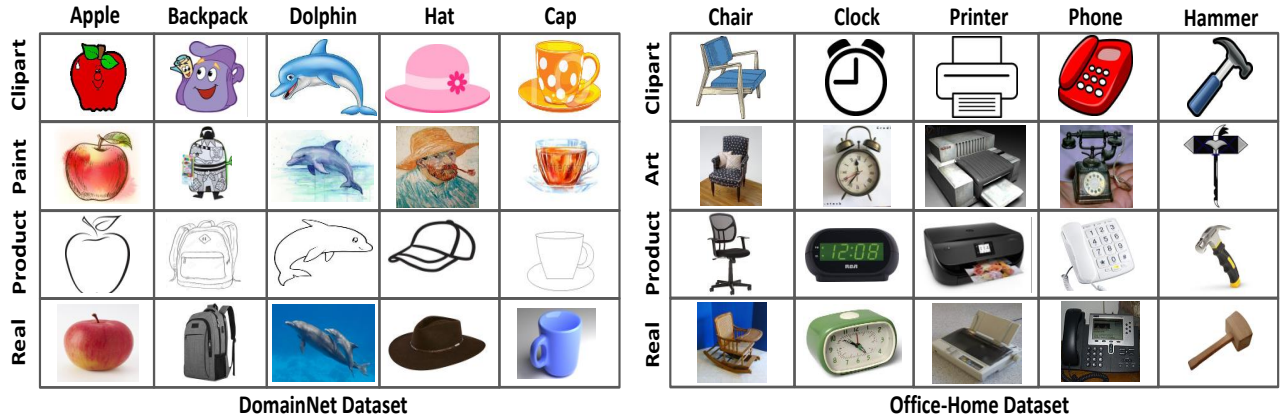 Apple Backpack Dolphin Hat Cap
Clipart
Paint
Product
Real
DomainNet Dataset
Chair Clock Printer Phone Hammer
Clipart
Art
Product
12:08
RCA
Real
Office-Home Dataset